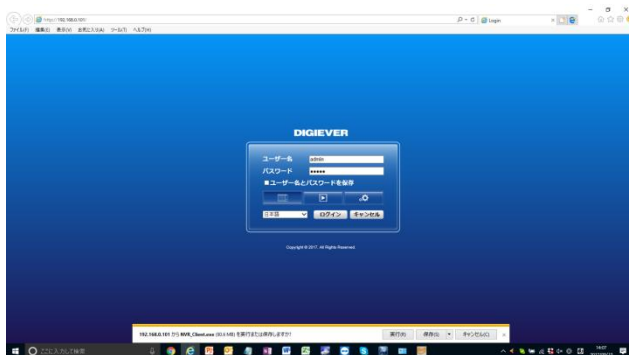 http://192.168.0.101/
Login
ファイル(F) 編集(E) 表示(V) お気に入り(A) ツール(T) ヘルプ(H)
DIGIEVER
ユーザー名 admin
パスワード •••••
ユーザー名とパスワードを保存
日本語 ログイン キャンセル
Copyright © 2017. All Rights Reserved.
192.168.0.101 から NVR_Client.exe (93.8 MB) を実行または保存しますか?
実行(R) 保存(S) キャンセル(C)
ここに入力して検索